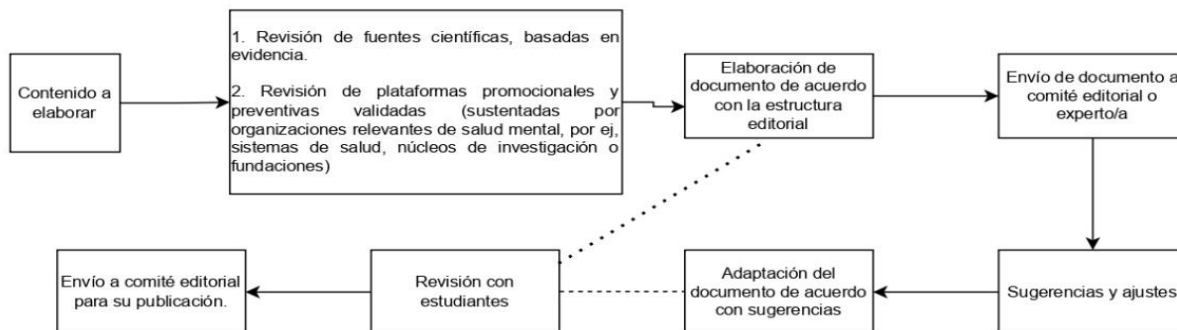 Contenido a
elaborar
1. Revisión de fuentes científicas, basadas en
evidencia.
2. Revisión de plataformas promocionales y
preventivas validadas (sustentadas por
organizaciones relevantes de salud mental, por ej,
sistemas de salud, núcleos de investigación o
fundaciones)
Elaboración de
documento de acuerdo
con la estructura
editorial
Envío de documento a
comité editorial o
experto/a
Envío a comité editorial
para su publicación.
Revisión con
estudiantes
Adaptación del
documento de acuerdo
con sugerencias
Sugerencias y ajustes